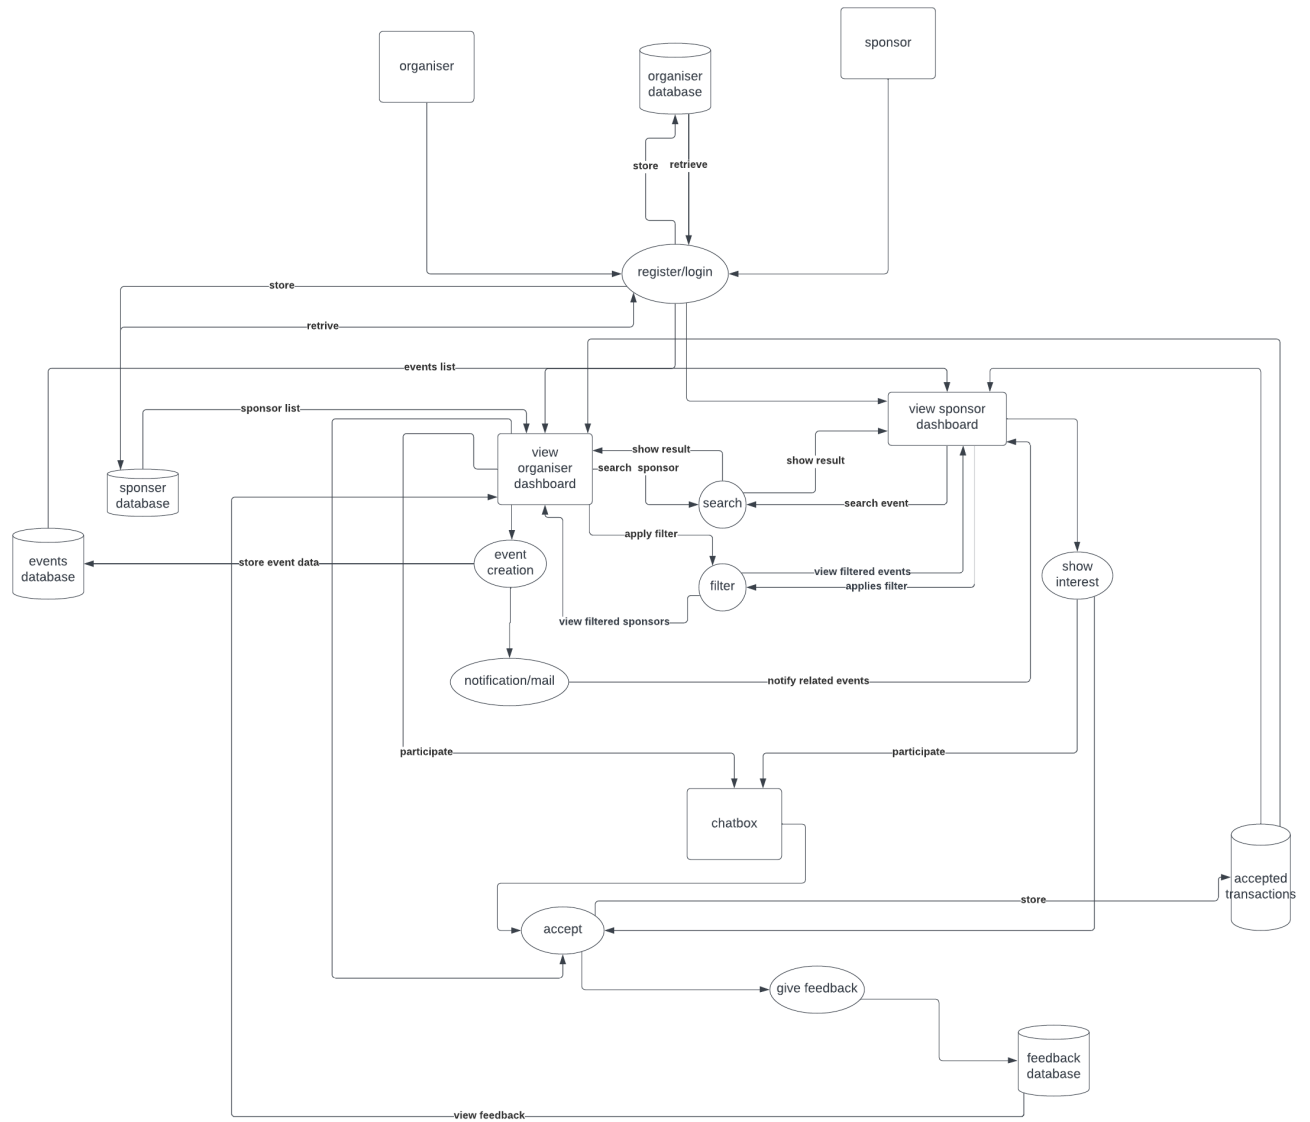 sponsor
organiser
organiser
database
store
retrieve
register/login
store
retrive
events list
sponsor list
view sponsor
dashboard
view
organiser
dashboard
show result
show result
search sponsor
sponser
database
search
search event
apply filter
events
database
store event data
event
creation
view filtered events
show
interest
filter
applies filter
view filtered sponsors
notification/mail
notify related events
participate
participate
chatbox
accepted
transactions
store
accept
give feedback
feedback
database
view feedback